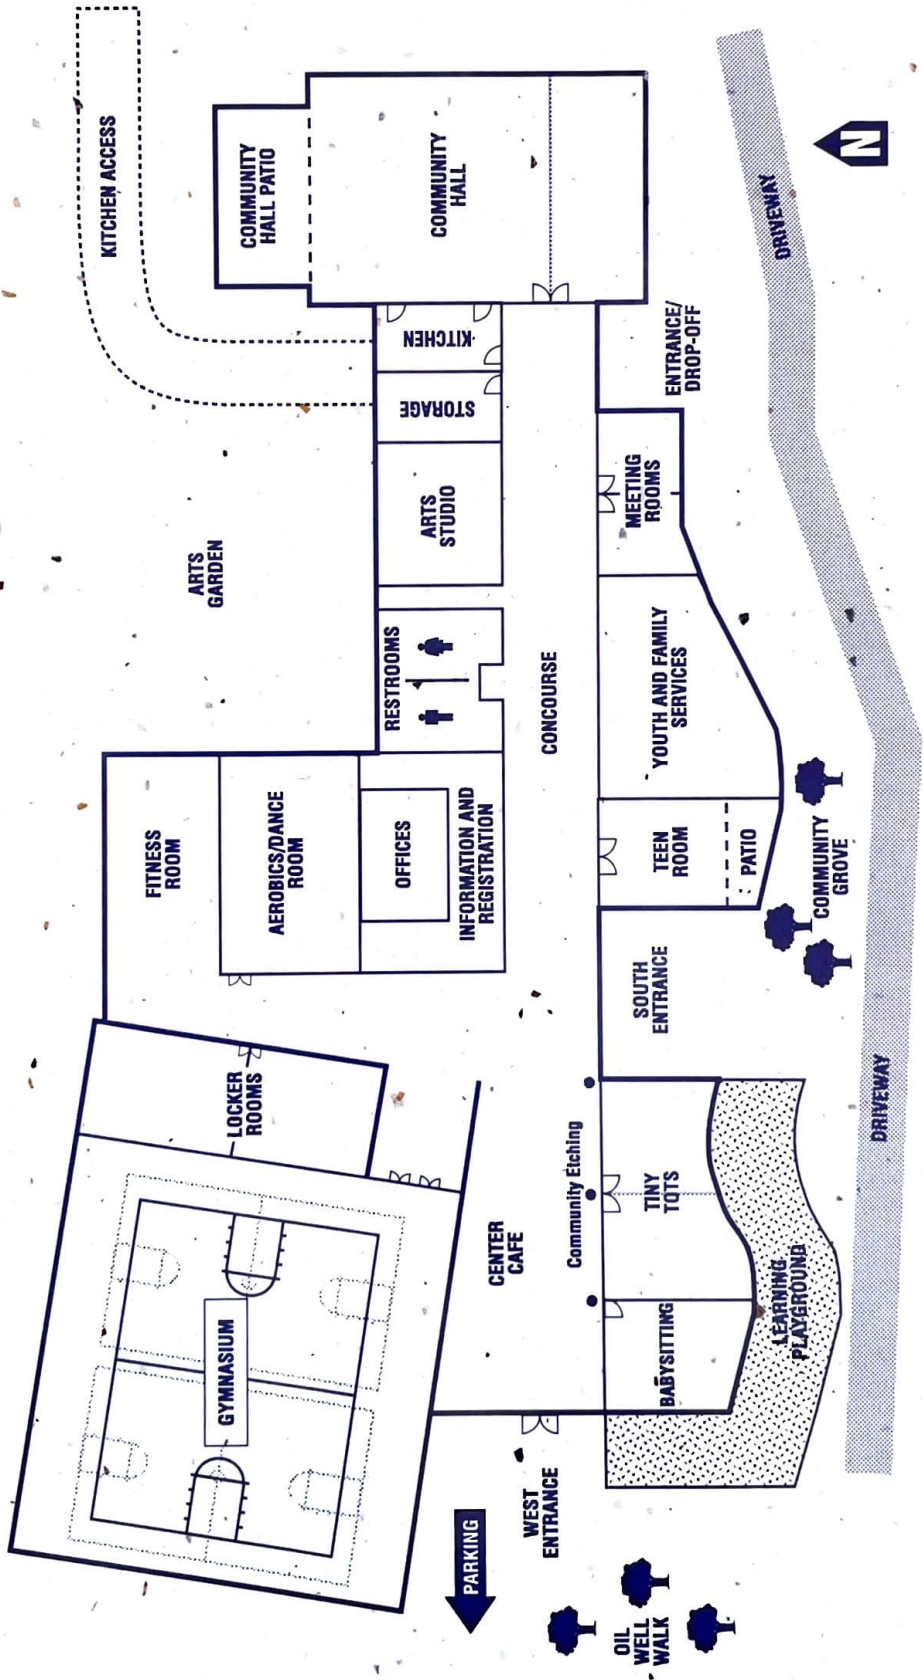 KITCHEN ACCESS
COMMUNITY
HALL PATIO
COMMUNITY
HALL
DRIVEWAY
N
KITCHEN
STORAGE
ENTRANCE/
DROP-OFF
ARTS
GARDEN
ARTS
STUDIO
MEETING
ROOMS
RESTROOMS
CONCOURSE
YOUTH AND FAMILY
SERVICES
FITNESS
ROOM
AEROBICS/DANCE
ROOM
OFFICES
INFORMATION AND
REGISTRATION
TEEN
ROOM
PATIO
COMMUNITY
GROVE
SOUTH
ENTRANCE
LOCKER
ROOMS
DRIVEWAY
Community Etching
TINY
TOTS
CENTER
CAFE
GYMNASIUM
BABYSITTING
LEARNING
PLAYGROUND
WEST
ENTRANCE
PARKING
OIL
WELL
WALK